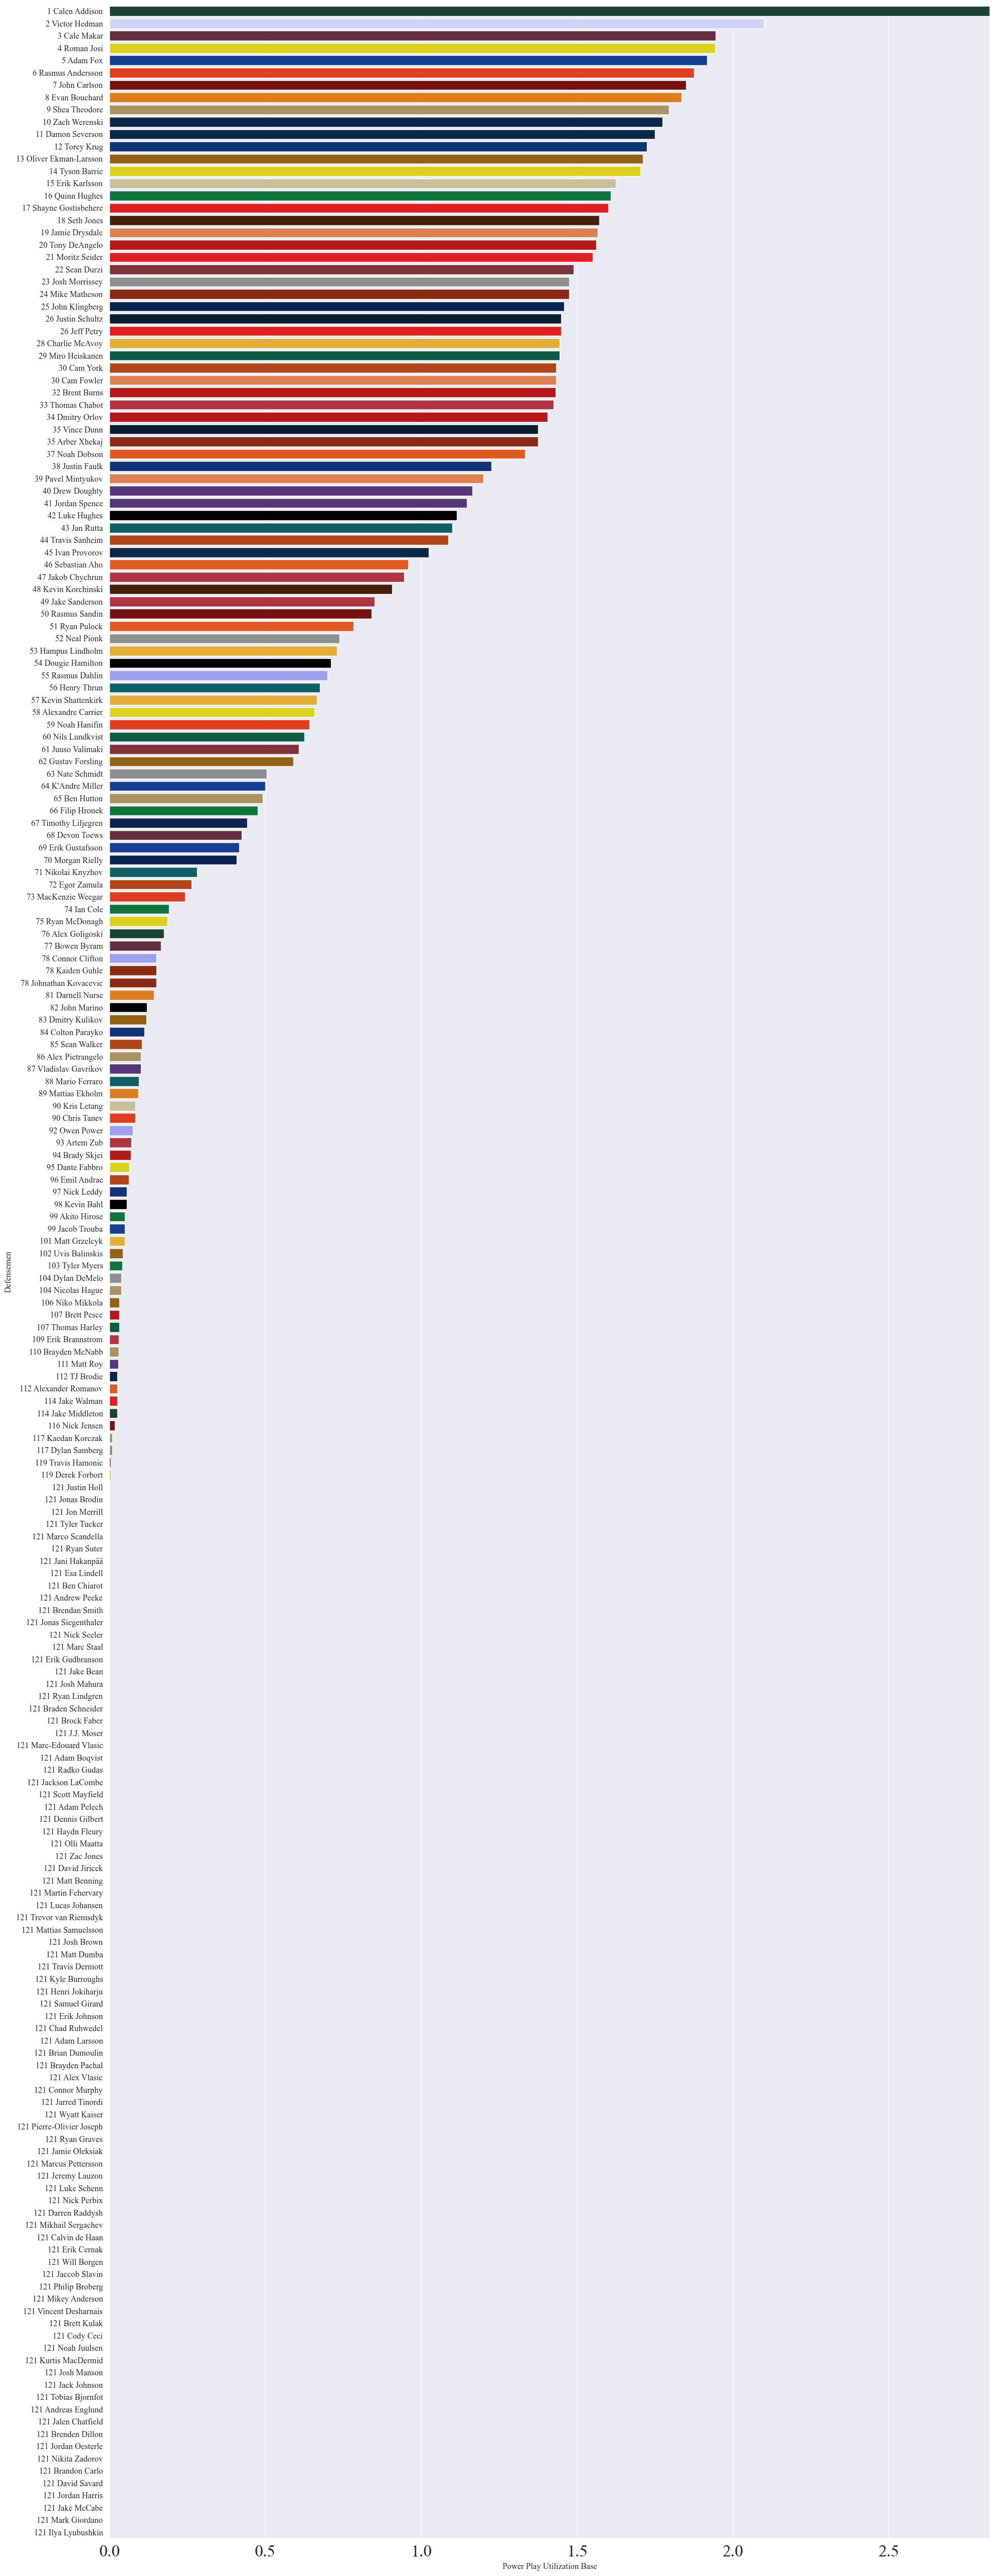 1 Calen Addison
2 Victor Hedman
3 Cale Makar
4 Roman Josi
5 Adam Fox
6 Rasmus Andersson
7 John Carlson
8 Evan Bouchard
9 Shea Theodore
10 Zach Werenski
11 Damon Severson
12 Torey Krug
13 Oliver Ekman-Larsson
14 Tyson Barrie
15 Erik Karlsson
16 Quinn Hughes
17 Shayne Gostisbehere
18 Seth Jones
19 Jamie Drysdale
20 Tony DeAngelo
21 Moritz Seider
22 Sean Durzi
23 Josh Morrissey
24 Mike Matheson
25 John Klingberg
26 Justin Schultz
26 Jeff Petry
28 Charlie McAvoy
29 Miro Heiskanen
30 Cam York
30 Cam Fowler
32 Brent Burns
33 Thomas Chabot
34 Dmitry Orlov
35 Vince Dunn
35 Arber Xhekaj
37 Noah Dobson
38 Justin Faulk
39 Pavel Mintyukov
40 Drew Doughty
41 Jordan Spence
42 Luke Hughes
43 Jan Rutta
44 Travis Sanheim
45 Ivan Provorov
46 Sebastian Aho
47 Jakob Chychrun
48 Kevin Korchinski
49 Jake Sanderson
50 Rasmus Sandin
51 Ryan Pulock
52 Neal Pionk
53 Hampus Lindholm
54 Dougie Hamilton
55 Rasmus Dahlin
56 Henry Thrun
57 Kevin Shattenkirk
58 Alexandre Carrier
59 Noah Hanifin
60 Nils Lundkvist
61 Juuso Valimaki
62 Gustav Forsling
63 Nate Schmidt
64 K'Andre Miller
65 Ben Hutton
66 Filip Hronek
67 Timothy Liljegren
68 Devon Toews
69 Erik Gustafsson
70 Morgan Rielly
71 Nikolai Knyzhov
72 Egor Zamula
73 MacKenzie Weegar
74 Ian Cole
75 Ryan McDonagh
76 Alex Goligoski
77 Bowen Byram
78 Connor Clifton
78 Kaiden Guhle
78 Johnathan Kovacevic
81 Darnell Nurse
82 John Marino
83 Dmitry Kulikov
84 Colton Parayko
85 Sean Walker
86 Alex Pietrangelo
87 Vladislav Gavrikov
88 Mario Ferraro
89 Mattias Ekholm
90 Kris Letang
90 Chris Tanev
92 Owen Power
93 Artem Zub
94 Brady Skjei
95 Dante Fabbro
96 Emil Andrae
97 Nick Leddy
98 Kevin Bahl
99 Akito Hirose
99 Jacob Trouba
101 Matt Grzelcyk
102 Uvis Balinskis
103 Tyler Myers
104 Dylan DeMelo
104 Nicolas Hague
106 Niko Mikkola
107 Brett Pesce
107 Thomas Harley
109 Erik Brannstrom
110 Brayden McNabb
111 Matt Roy
112 TJ Brodie
112 Alexander Romanov
114 Jake Walman
114 Jake Middleton
116 Nick Jensen
117 Kaedan Korczak
117 Dylan Samberg
119 Travis Hamonic
119 Derek Forbort
121 Justin Holl
121 Jonas Brodin
121 Jon Merrill
121 Tyler Tucker
121 Marco Scandella
121 Ryan Suter
121 Jani Hakanpää
121 Esa Lindell
121 Ben Chiarot
121 Andrew Peeke
121 Brendan Smith
121 Jonas Siegenthaler
121 Nick Seeler
121 Marc Staal
121 Erik Gudbranson
121 Jake Bean
121 Josh Mahura
121 Ryan Lindgren
121 Braden Schneider
121 Brock Faber
121 J.J. Moser
121 Marc-Edouard Vlasic
121 Adam Boqvist
121 Radko Gudas
121 Jackson LaCombe
121 Scott Mayfield
121 Adam Pelech
121 Dennis Gilbert
121 Haydn Fleury
121 Olli Maatta
121 Zac Jones
121 David Jiricek
121 Matt Benning
121 Martin Fehervary
121 Lucas Johansen
121 Trevor van Riemsdyk
121 Mattias Samuelsson
121 Josh Brown
121 Matt Dumba
121 Travis Dermott
121 Kyle Burroughs
121 Henri Jokiharju
121 Samuel Girard
121 Erik Johnson
121 Chad Ruhwedel
121 Adam Larsson
121 Brian Dumoulin
121 Brayden Pachal
121 Alex Vlasic
121 Connor Murphy
121 Jarred Tinordi
121 Wyatt Kaiser
121 Pierre-Olivier Joseph
121 Ryan Graves
121 Jamie Oleksiak
121 Marcus Pettersson
121 Jeremy Lauzon
121 Luke Schenn
121 Nick Perbix
121 Darren Raddysh
121 Mikhail Sergachev
121 Calvin de Haan
121 Erik Cernak
121 Will Borgen
121 Jaccob Slavin
121 Philip Broberg
121 Mikey Anderson
121 Vincent Desharnais
121 Brett Kulak
121 Cody Ceci
121 Noah Juulsen
121 Kurtis MacDermid
121 Josh Manson
121 Jack Johnson
121 Tobias Bjornfot
121 Andreas Englund
121 Jalen Chatfield
121 Brenden Dillon
121 Jordan Oesterle
121 Nikita Zadorov
121 Brandon Carlo
121 David Savard
121 Jordan Harris
121 Jake McCabe
121 Mark Giordano
121 Ilya Lyubushkin
Defensemen
0.0 0.5 1.0 1.5 2.0 2.5
Power Play Utilization Base